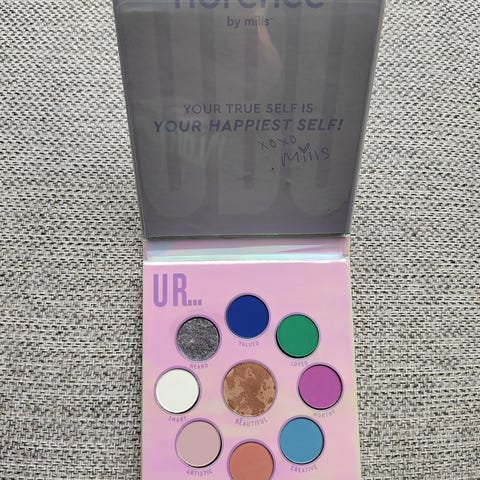 florence
by mills
YOUR TRUE SELF IS
YOUR HAPPIEST SELF!
xoxo
Mills
UR...
VALUED
HEARD
LOVED
SMART
BEAUTIFUL
WORTHY
ARTISTIC
CREATIVE